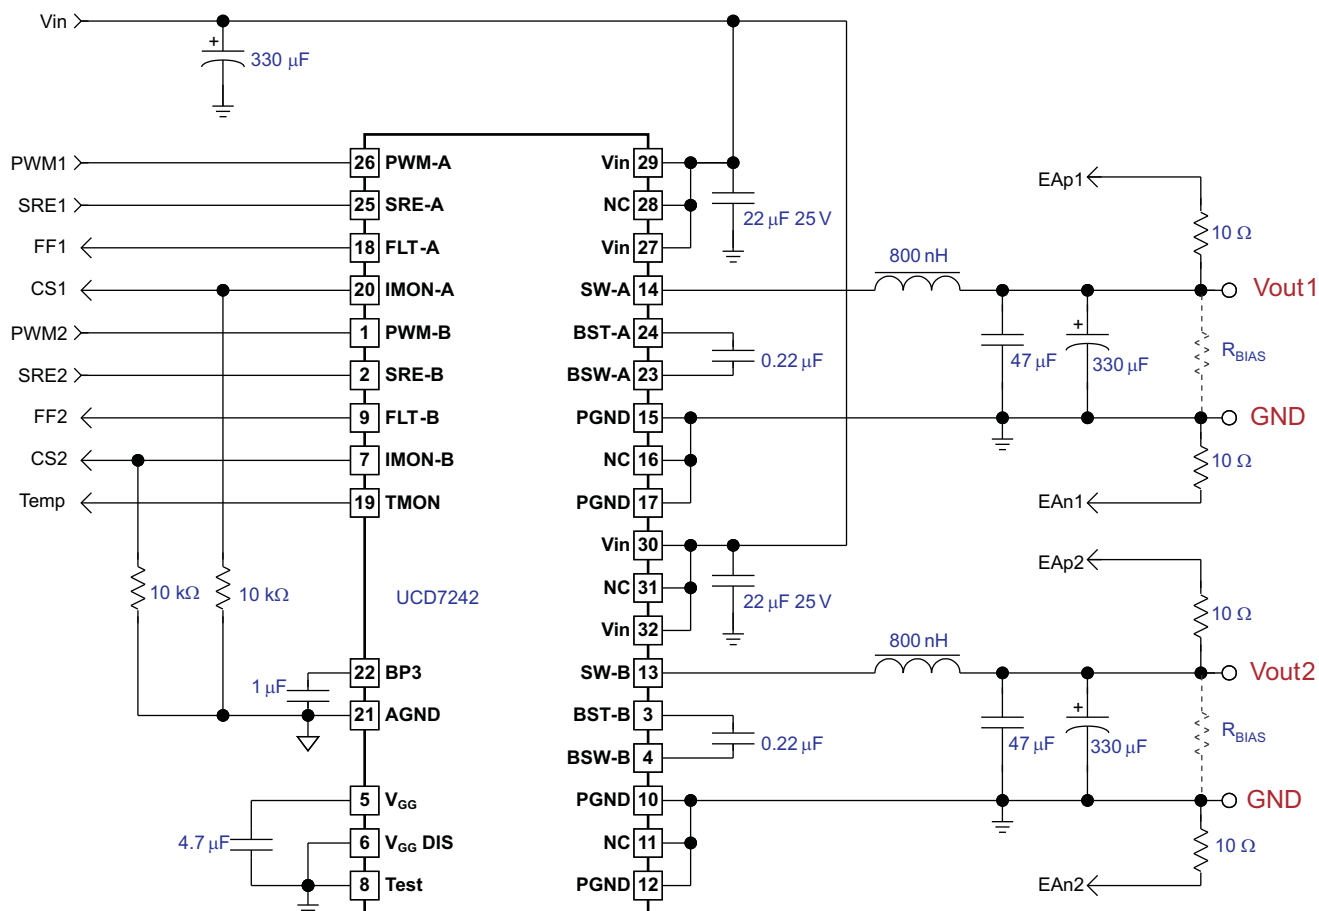 Vin
+
330 μF
PWM1
26
PWM-A
Vin
29
SRE1
25
SRE-A
NC
28
22 μF 25 V
FF1
18
FLT-A
Vin
27
CS1
20
IMON-A
SW-A
14
800 nH
PWM2
1
PWM-B
BST-A
24
0.22 μF
SRE2
2
SRE-B
BSW-A
23
FF2
9
FLT-B
PGND
15
CS2
7
IMON-B
NC
16
Temp
19
TMON
PGND
17
EAp1
10 Ω
Vout1
47 μF
+
330 μF
RBIAS
GND
10 Ω
EAn1
Vin
30
NC
31
22 μF 25 V
Vin
32
10 kΩ
10 kΩ
UCD7242
EAp2
10 Ω
800 nH
22
BP3
SW-B
13
Vout2
1 μF
21
AGND
BST-B
3
0.22 μF
BSW-B
4
47 μF
+
330 μF
RBIAS
5
VGG
PGND
10
GND
4.7 μF
6
VGG DIS
NC
11
10 Ω
8
Test
PGND
12
EAn2